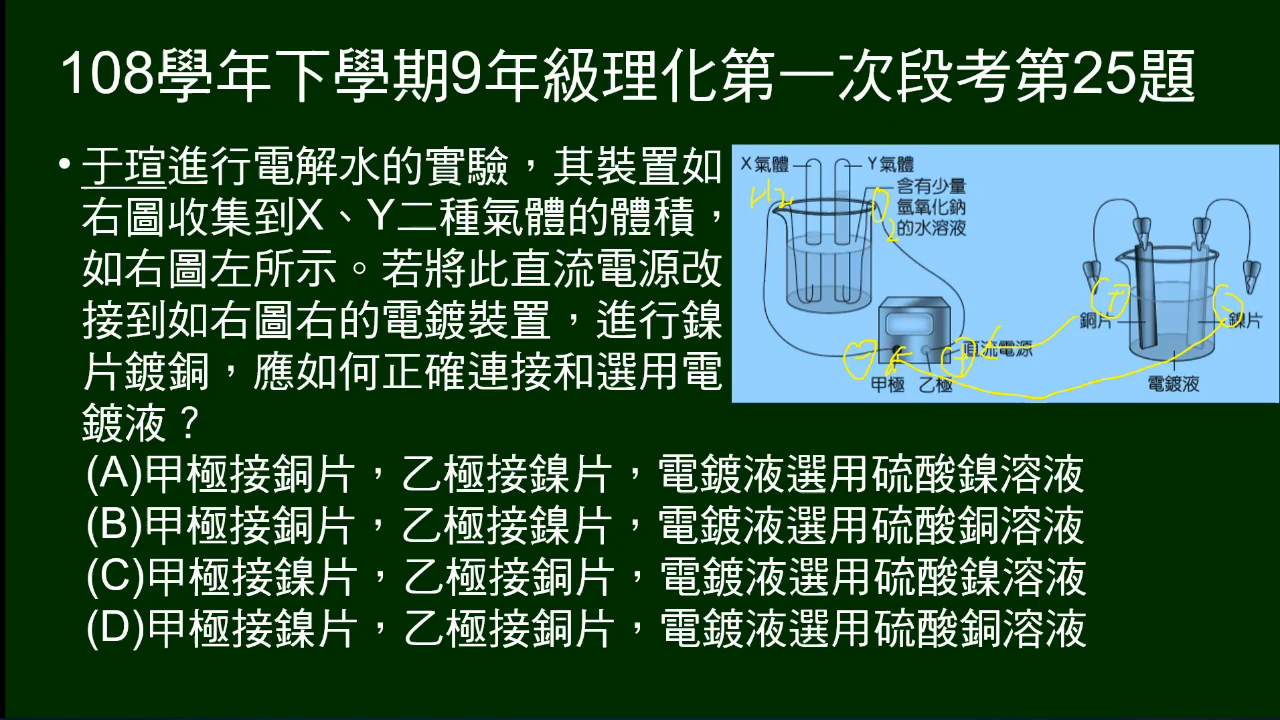 108學年下學期9年級理化第一次段考第25題
• 于瑄進行電解水的實驗，其裝置如
右圖收集到X、Y二種氣體的體積，
如右圖左所示。若將此直流電源改
接到如右圖右的電鍍裝置，進行鎳
片鍍銅，應如何正確連接和選用電
鍍液？
(A)甲極接銅片，乙極接鎳片，電鍍液選用硫酸鎳溶液
(B)甲極接銅片，乙極接鎳片，電鍍液選用硫酸銅溶液
(C)甲極接鎳片，乙極接銅片，電鍍液選用硫酸鎳溶液
(D)甲極接鎳片，乙極接銅片，電鍍液選用硫酸銅溶液
X氣體
Y氣體
含有少量
氫氧化鈉
的水溶液
H2
O2
(-)
(+)
直流電源
甲極
乙極
(+)
(-)
銅片
鎳片
電鍍液